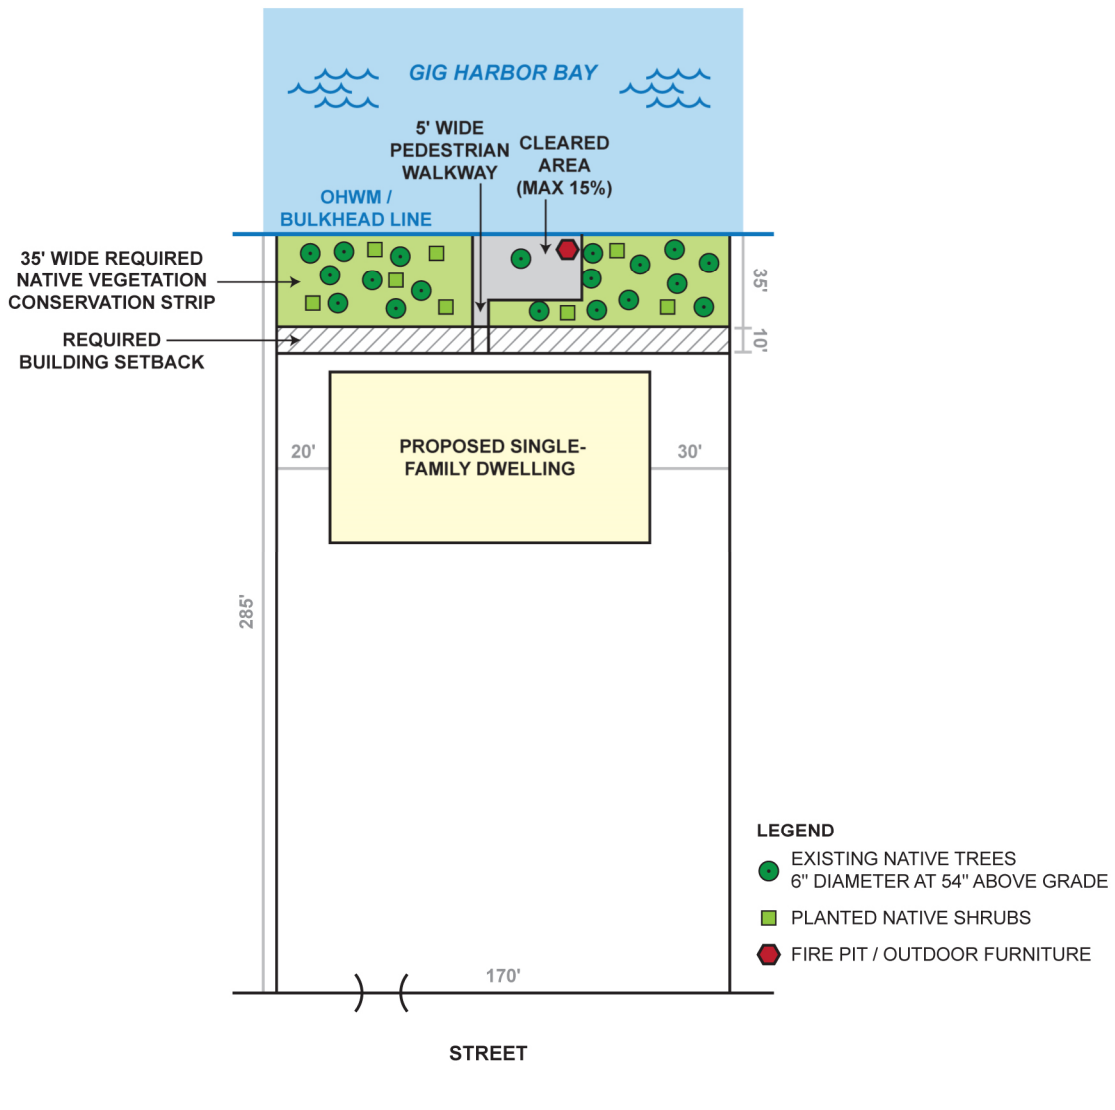 GIG HARBOR BAY
5' WIDE
PEDESTRIAN
WALKWAY
CLEARED
AREA
(MAX 15%)
OHWM /
BULKHEAD LINE
35' WIDE REQUIRED
NATIVE VEGETATION
CONSERVATION STRIP
35'
REQUIRED
BUILDING SETBACK
10'
20'
PROPOSED SINGLE-
FAMILY DWELLING
30'
285'
LEGEND
EXISTING NATIVE TREES
6" DIAMETER AT 54" ABOVE GRADE
PLANTED NATIVE SHRUBS
FIRE PIT / OUTDOOR FURNITURE
170'
STREET